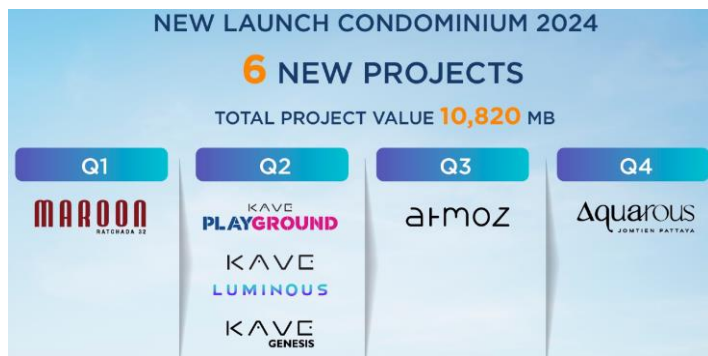 NEW LAUNCH CONDOMINIUM 2024
6 NEW PROJECTS
TOTAL PROJECT VALUE 10,820 MB
Q1
MAROON
RATCHADA 32
Q2
KAVE
PLAYGROUND
KAVE
LUMINOUS
KAVE
GENESIS
Q3
atmoz
Q4
Aquarous
JOMTIEN PATTAYA